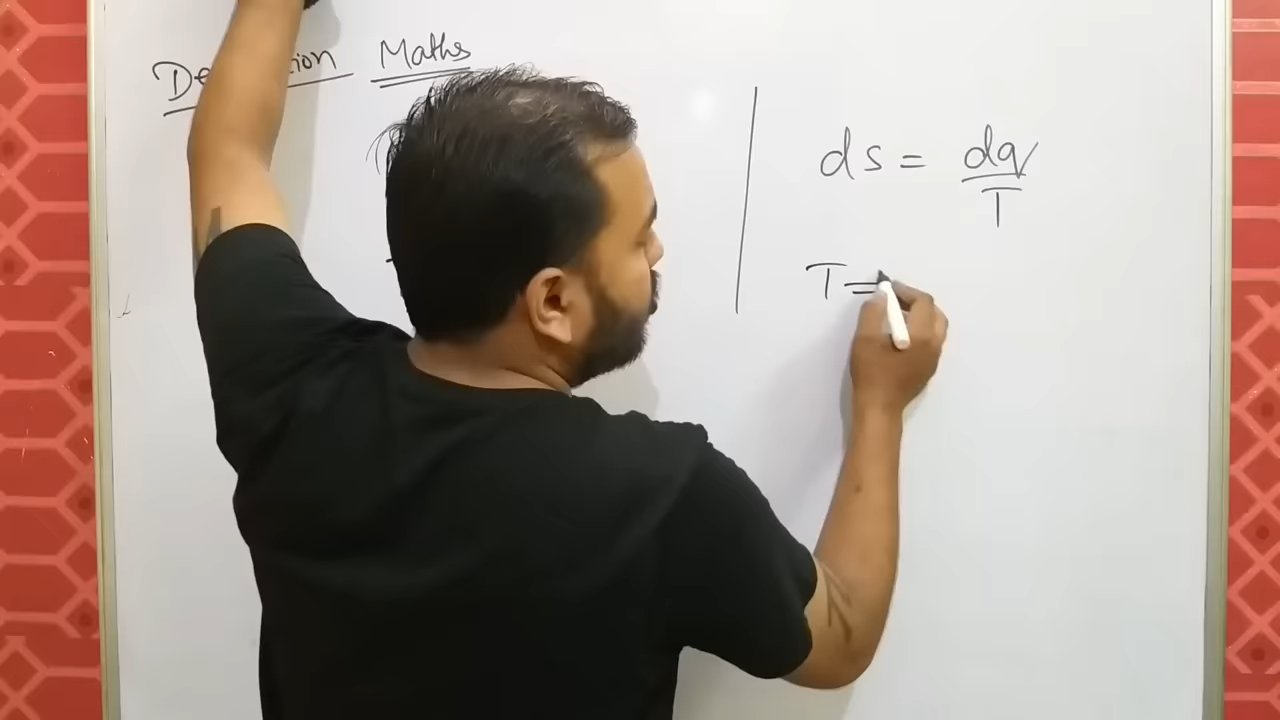 Maths
ds = dq/T
T =